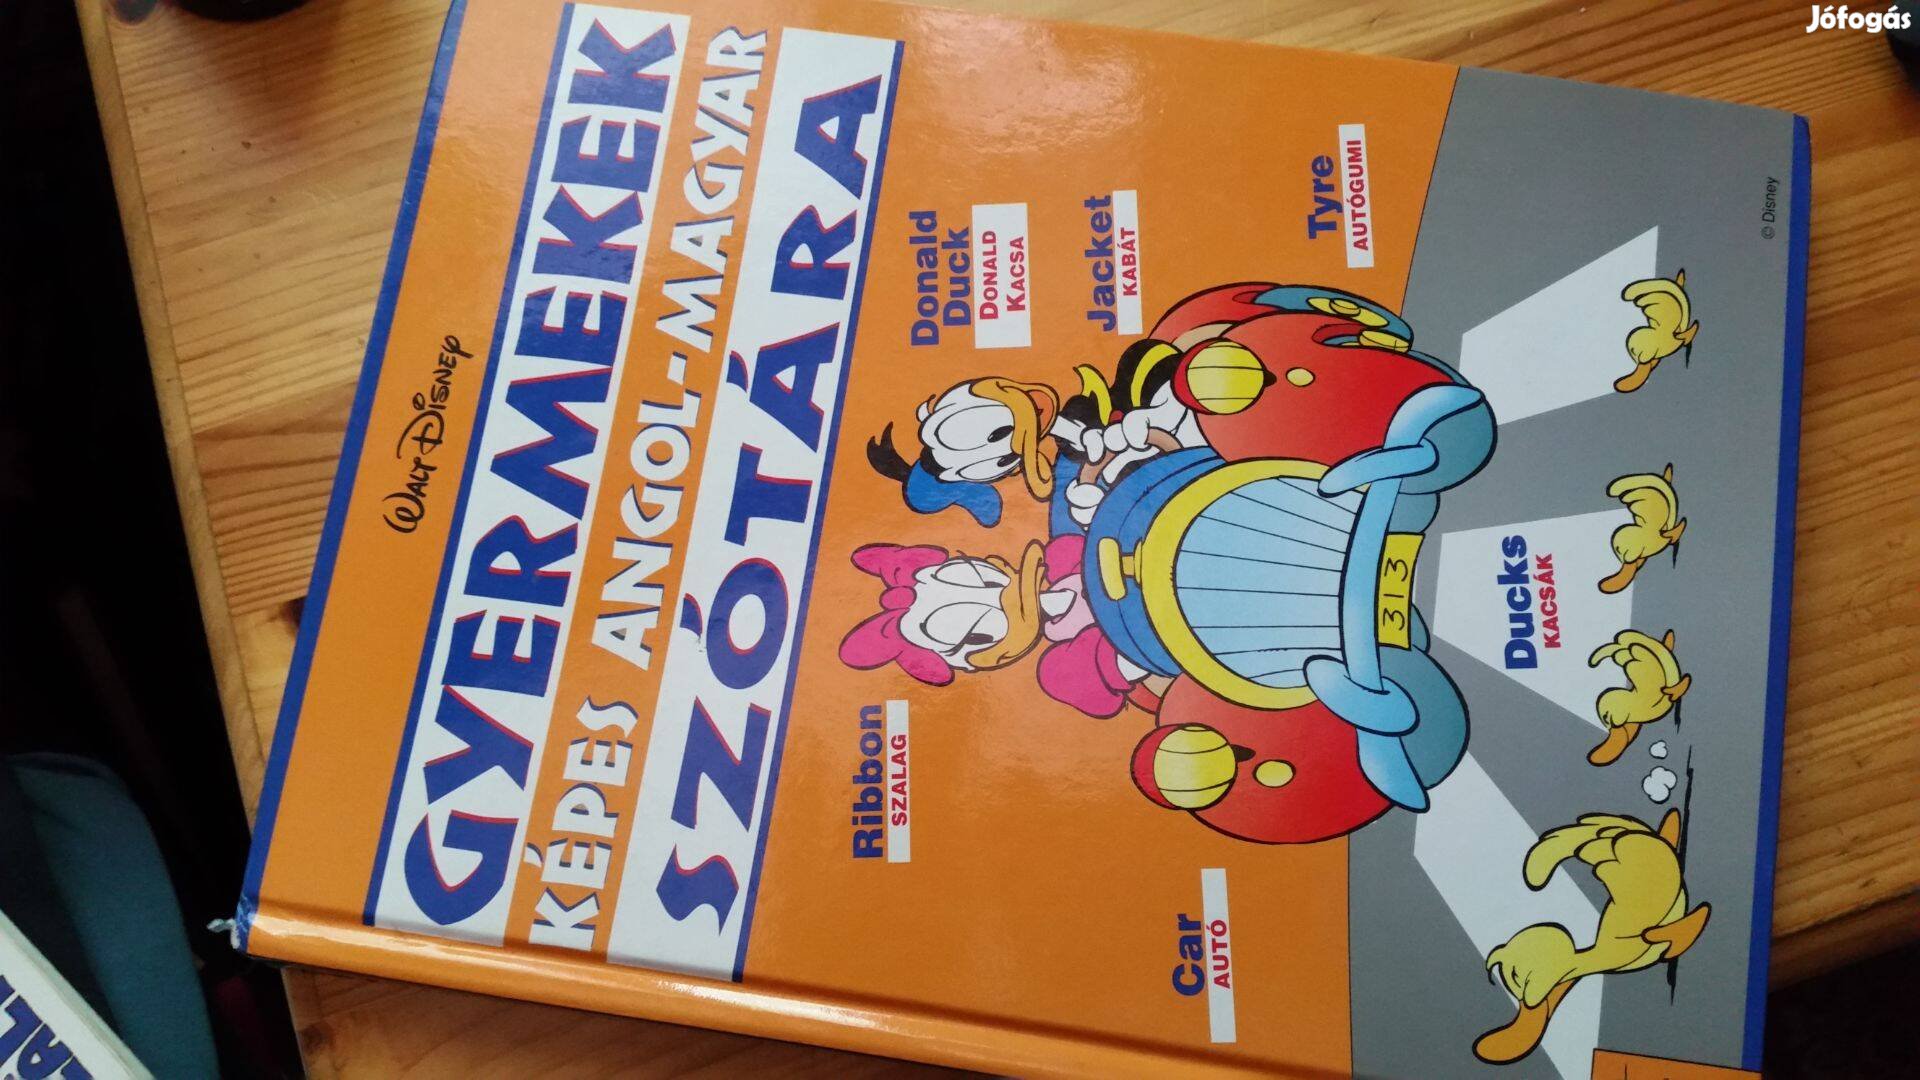 Jófogás
WALT DISNEY
GYERMEKEK
KÉPES ANGOL-MAGYAR
SZÓTÁRA
Donald
Duck
DONALD
KACSA
Jacket
KABÁT
Tyre
AUTÓGUMI
Ribbon
SZALAG
Car
AUTÓ
313
Ducks
KACSÁK
© Disney